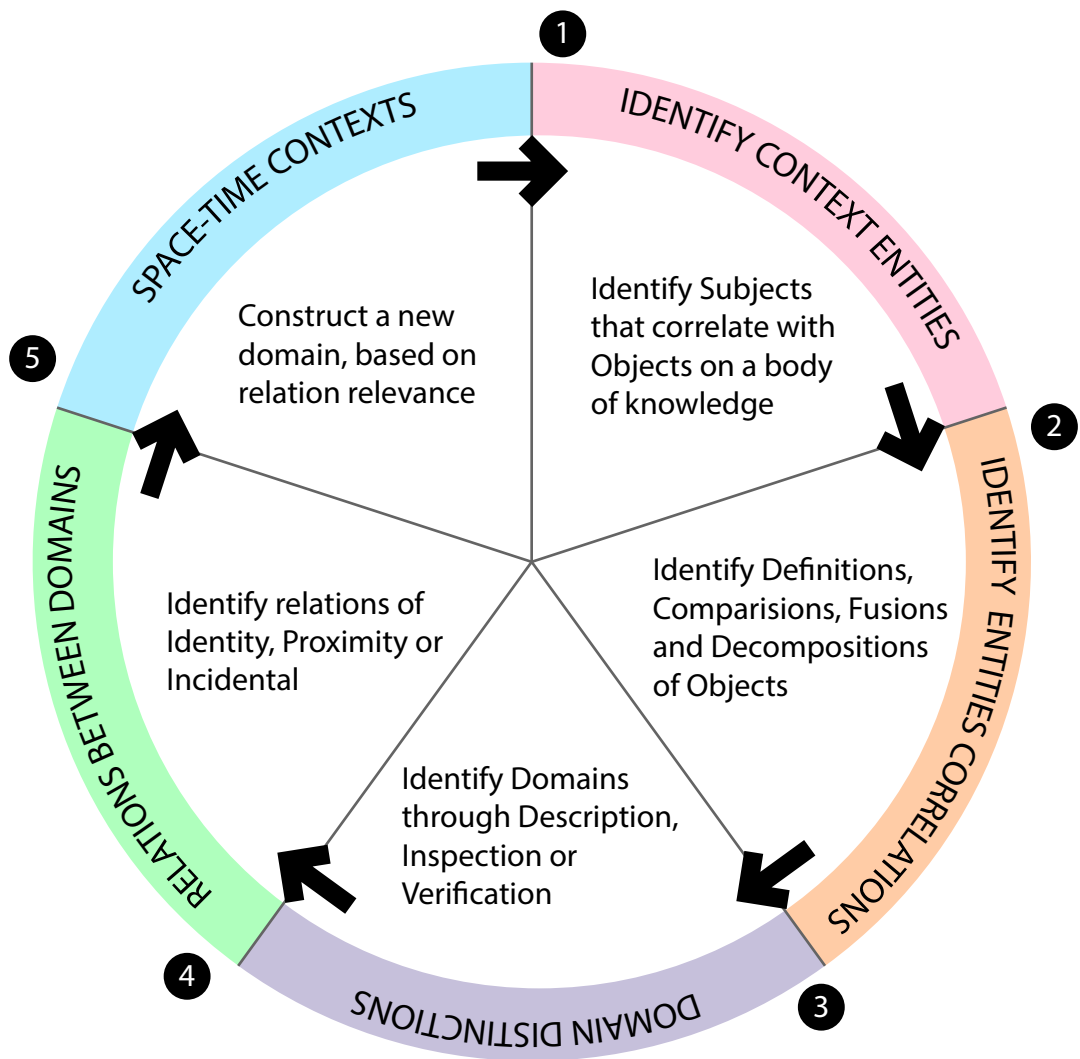 1
IDENTIFY CONTEXT ENTITIES
Identify Subjects
that correlate with
Objects on a body
of knowledge
2
IDENTIFY ENTITIES CORRELATIONS
Identify Definitions,
Comparisions, Fusions
and Decompositions
of Objects
3
DOMAIN DISTINCTIONS
Identify Domains
through Description,
Inspection or
Verification
4
RELATIONS BETWEEN DOMAINS
Identify relations of
Identity, Proximity or
Incidental
5
SPACE-TIME CONTEXTS
Construct a new
domain, based on
relation relevance